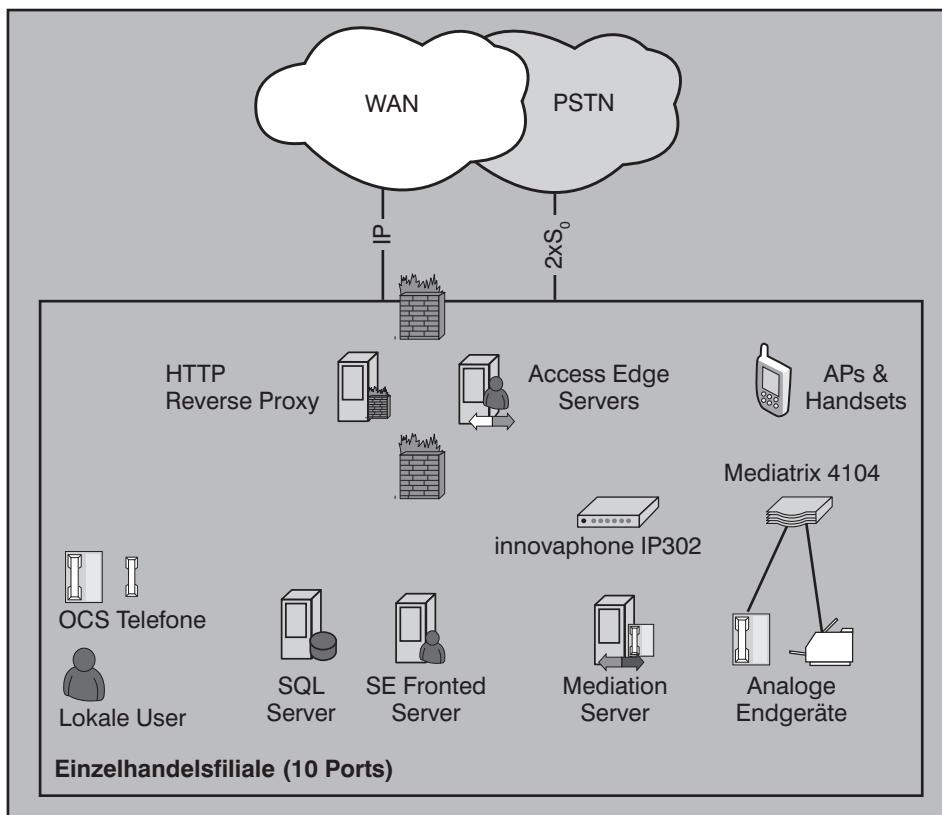 WAN
PSTN
IP
2xS₀
HTTP
Reverse Proxy
Access Edge
Servers
APs &
Handsets
Mediatrix 4104
innovaphone IP302
OCS Telefone
Lokale User
SQL
Server
SE Fronted
Server
Mediation
Server
Analoge
Endgeräte
Einzelhandelsfiliale (10 Ports)